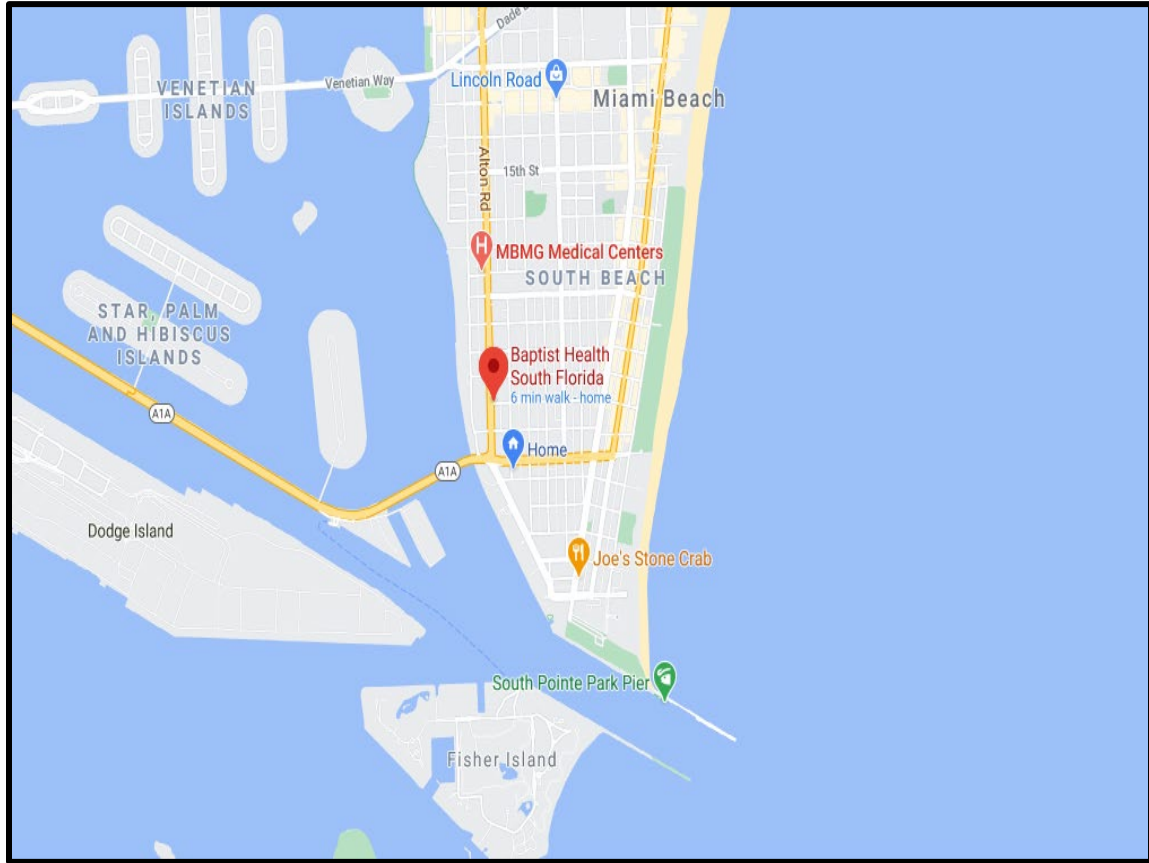 Dade
Lincoln Road
Venetian Way
VENETIAN
ISLANDS
Miami Beach
Alton Rd
15th St
MBMG Medical Centers
SOUTH BEACH
STAR, PALM
AND HIBISCUS
ISLANDS
Baptist Health
South Florida
6 min walk - home
A1A
Home
A1A
Dodge Island
Joe's Stone Crab
South Pointe Park Pier
Fisher Island
H